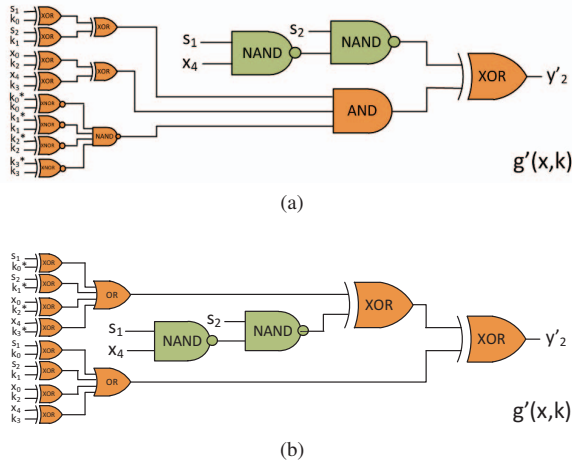 s1
k0
XOR
XOR
s2
k1
XOR
x0
k2
XOR
XOR
x4
k3
XOR
k0*
k0
XNOR
k1*
k1
XNOR
NAND
k2*
k2
XNOR
k3*
k3
XNOR
s1
x4
NAND
s2
NAND
AND
XOR
y'2
g'(x,k)
(a)
s1
k0*
XOR
s2
k1*
XOR
OR
x0
k2*
XOR
x4
k3*
XOR
s1
k0
XOR
s2
k1
XOR
OR
x0
k2
XOR
x4
k3
XOR
s1
x4
NAND
s2
NAND
XOR
XOR
y'2
g'(x,k)
(b)